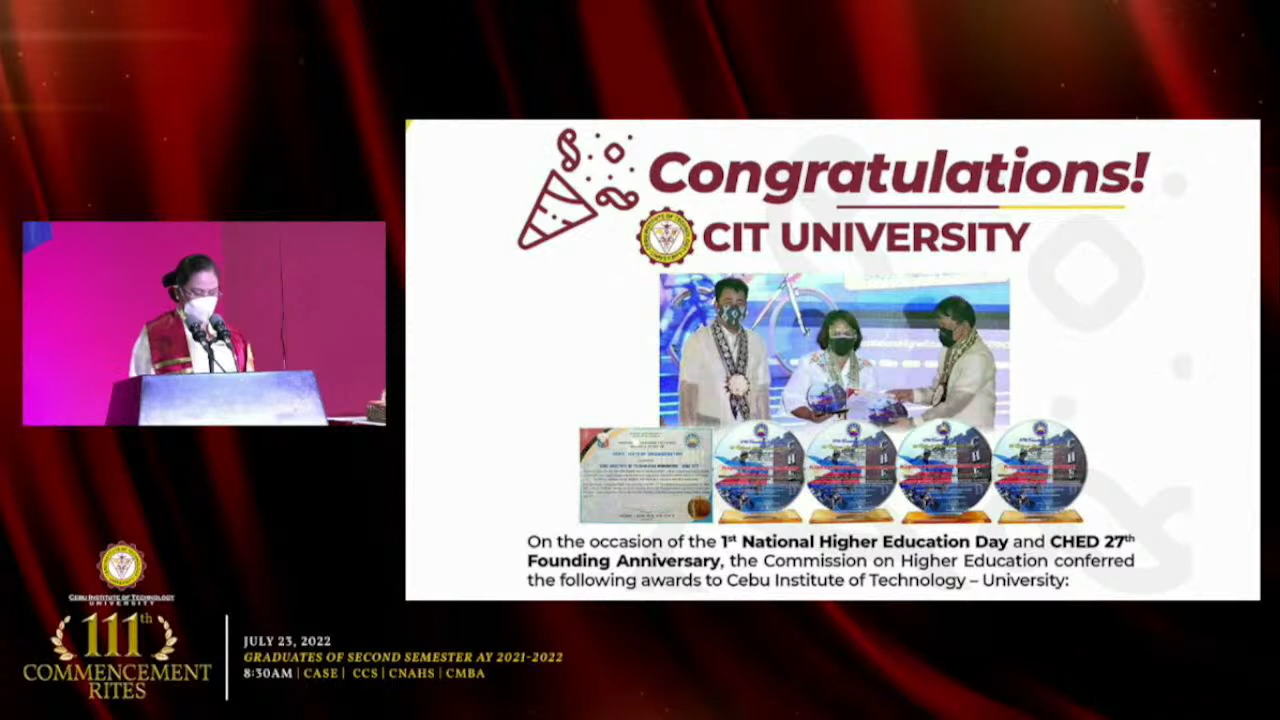 Congratulations!
CIT UNIVERSITY
On the occasion of the 1st National Higher Education Day and CHED 27th
Founding Anniversary, the Commission on Higher Education conferred
the following awards to Cebu Institute of Technology – University:
CEBU INSTITUTE OF TECHNOLOGY
UNIVERSITY
111th
COMMENCEMENT
RITES
JULY 23, 2022
GRADUATES OF SECOND SEMESTER AY 2021-2022
8:30AM | CASE | CCS | CNAHS | CMBA